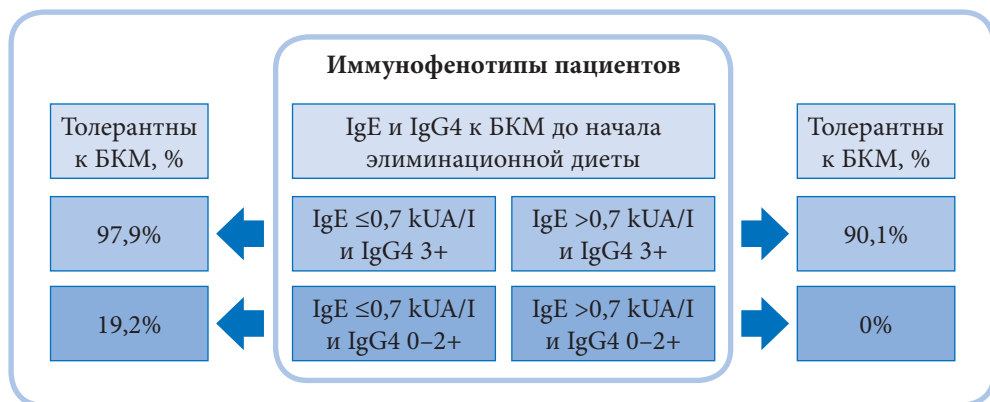 Иммунофенотипы пациентов
Толерантны
к БКМ, %
IgE и IgG4 к БКМ до начала
элиминационной диеты
Толерантны
к БКМ, %
97,9%
IgE ≤0,7 kUA/I
и IgG4 3+
IgE >0,7 kUA/I
и IgG4 3+
90,1%
19,2%
IgE ≤0,7 kUA/I
и IgG4 0–2+
IgE >0,7 kUA/I
и IgG4 0–2+
0%